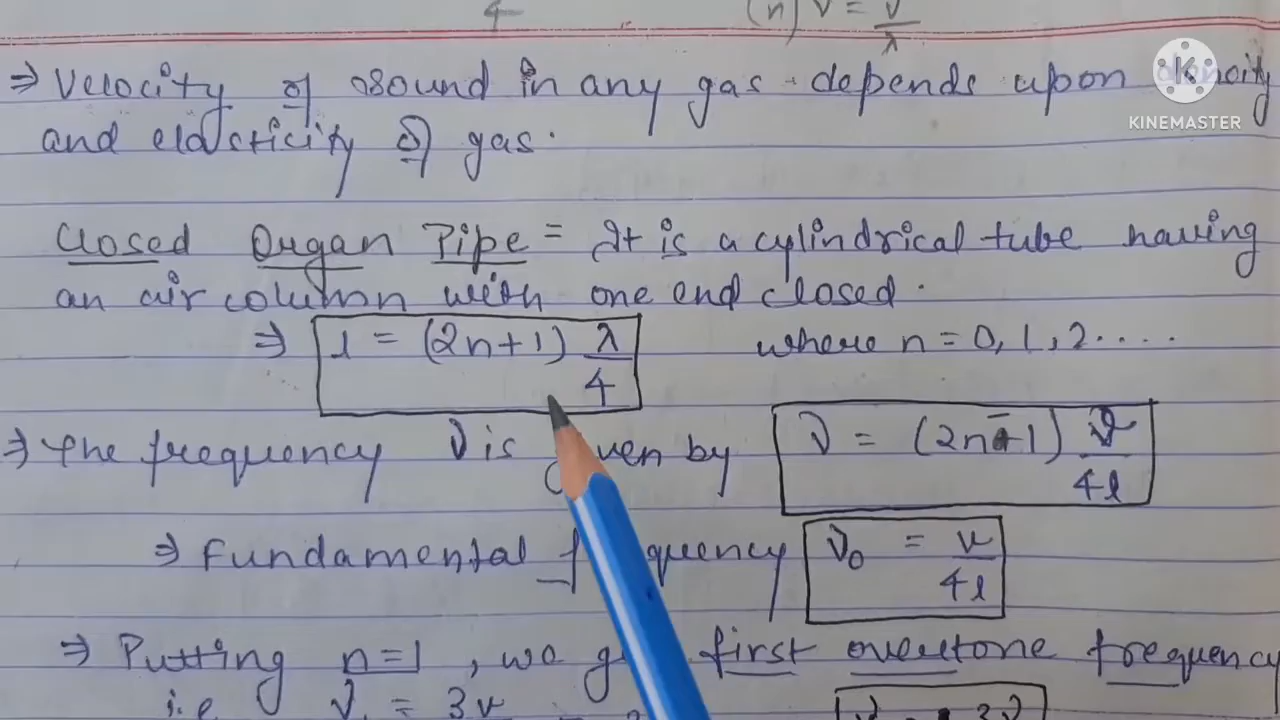 4 (n) ν = v/λ
⇒ Velocity of sound in any gas depends upon
and elasticity of gas.
KINEMASTER
Closed Organ Pipe = It is a cylindrical tube having
an air column with one end closed.
⇒ l = (2n+1) λ/4 where n = 0, 1, 2....
⇒ The frequency ν is given by ν = (2n+1) v/4l
⇒ Fundamental ν₀ = v/4l
⇒ Putting n=1, we first overtone frequency
i.e ν = 3v